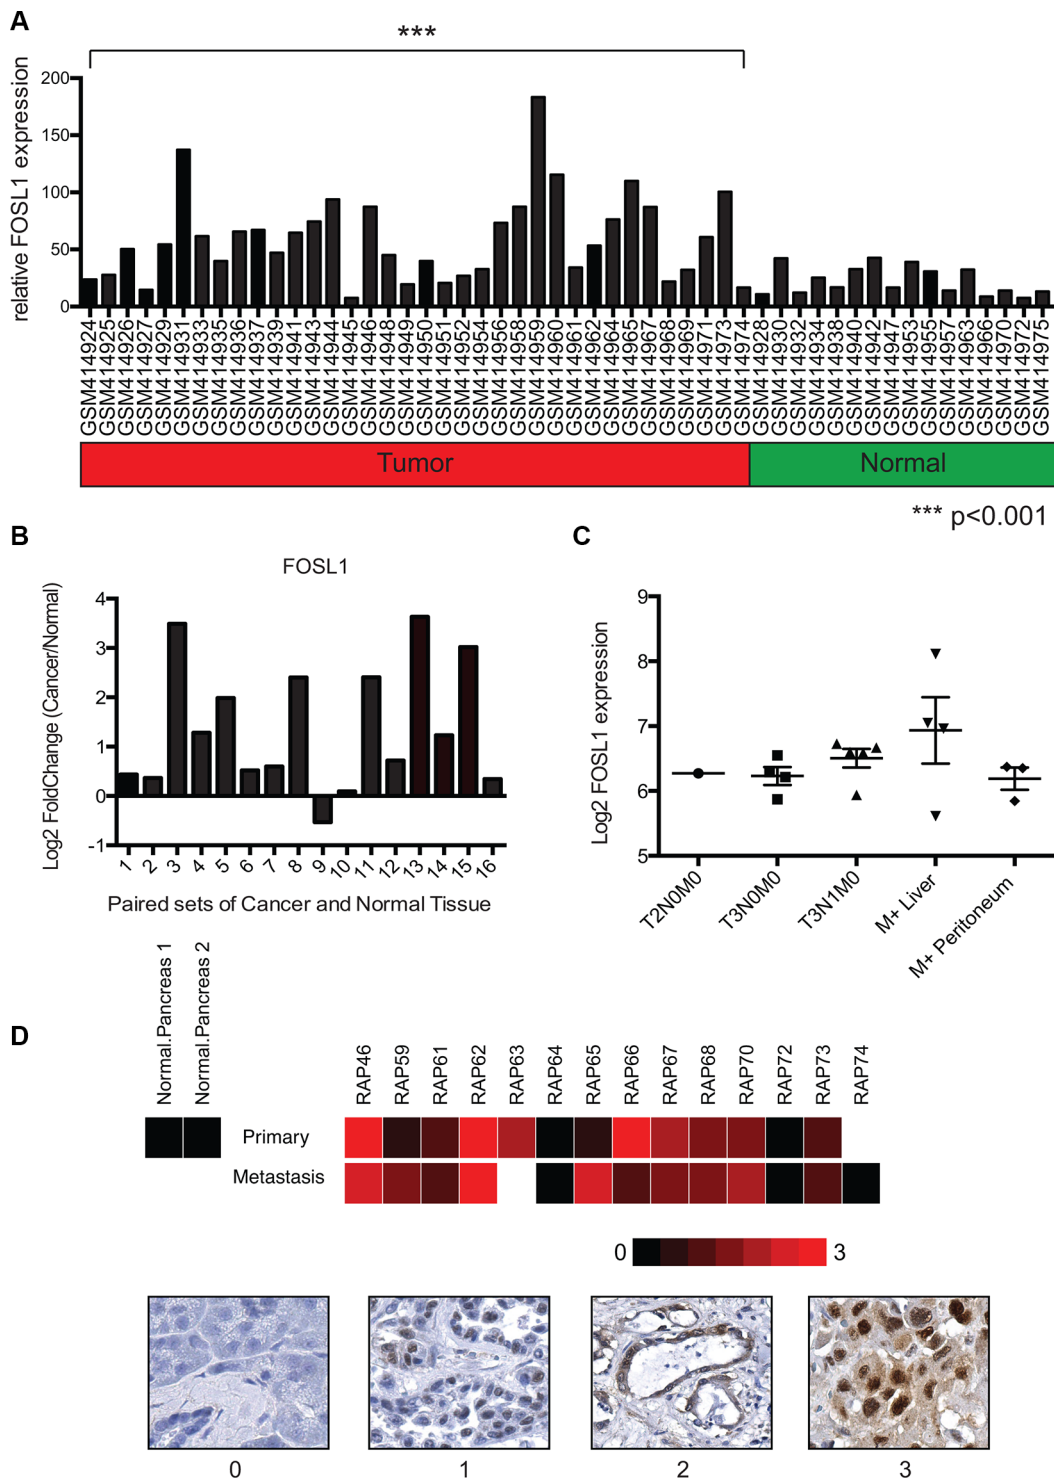 A
***
relative FOSL1 expression
200
150
100
50
0
GSM414924
GSM414925
GSM414926
GSM414927
GSM414929
GSM414931
GSM414933
GSM414935
GSM414936
GSM414937
GSM414939
GSM414941
GSM414943
GSM414944
GSM414945
GSM414946
GSM414948
GSM414949
GSM414950
GSM414951
GSM414952
GSM414954
GSM414956
GSM414958
GSM414959
GSM414960
GSM414961
GSM414962
GSM414964
GSM414965
GSM414967
GSM414968
GSM414969
GSM414971
GSM414973
GSM414974
GSM414928
GSM414930
GSM414932
GSM414934
GSM414938
GSM414940
GSM414942
GSM414947
GSM414953
GSM414955
GSM414957
GSM414963
GSM414966
GSM414970
GSM414972
GSM414975
Tumor
Normal
*** p<0.001
B
FOSL1
Log2 FoldChange (Cancer/Normal)
4
3
2
1
0
-1
1 2 3 4 5 6 7 8 9 10 11 12 13 14 15 16
Paired sets of Cancer and Normal Tissue
C
Log2 FOSL1 expression
9
8
7
6
5
T2N0M0
T3N0M0
T3N1M0
M+ Liver
M+ Peritoneum
D
Normal.Pancreas 1
Normal.Pancreas 2
RAP46
RAP59
RAP61
RAP62
RAP63
RAP64
RAP65
RAP66
RAP67
RAP68
RAP70
RAP72
RAP73
RAP74
Primary
Metastasis
0 3
0
1
2
3